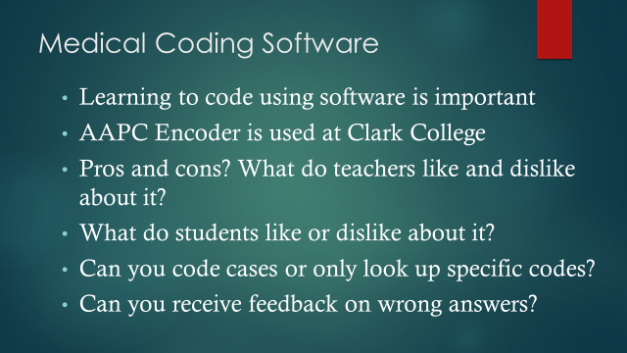 Medical Coding Software
• Learning to code using software is important
• AAPC Encoder is used at Clark College
• Pros and cons? What do teachers like and dislike
about it?
• What do students like or dislike about it?
• Can you code cases or only look up specific codes?
• Can you receive feedback on wrong answers?